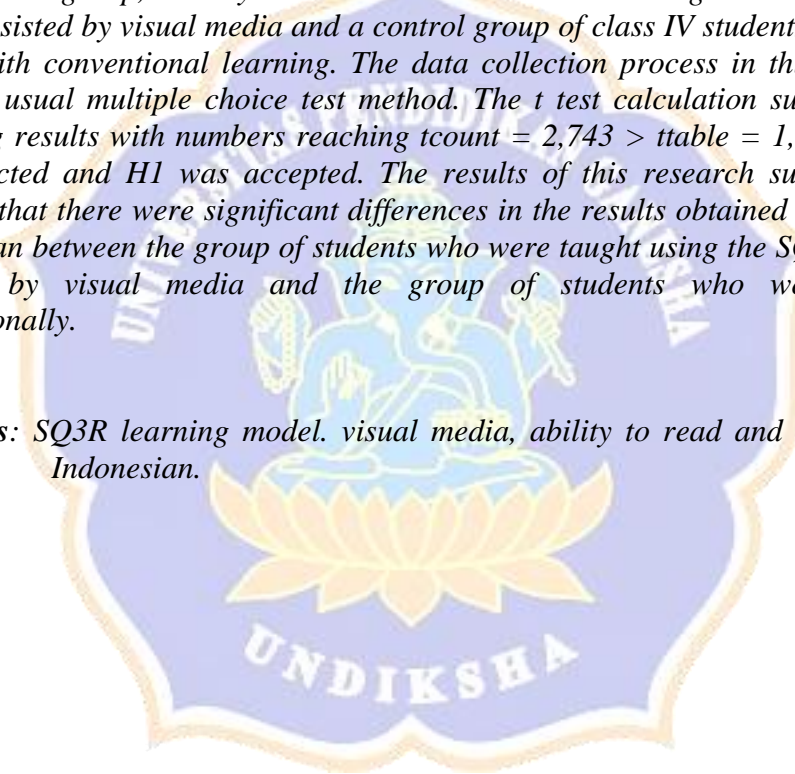 sisted by visual media and a control group of class IV student
ith conventional learning. The data collection process in th
usual multiple choice test method. The t test calculation su
g results with numbers reaching tcount = 2,743 > ttable = 1,
cted and H1 was accepted. The results of this research su
that there were significant differences in the results obtained
an between the group of students who were taught using the
by visual media and the group of students who
onally.
s: SQ3R learning model. visual media, ability to read and
Indonesian.
UNIVERSITAS PENDIDIKAN GANESHA
UNDIKSHA